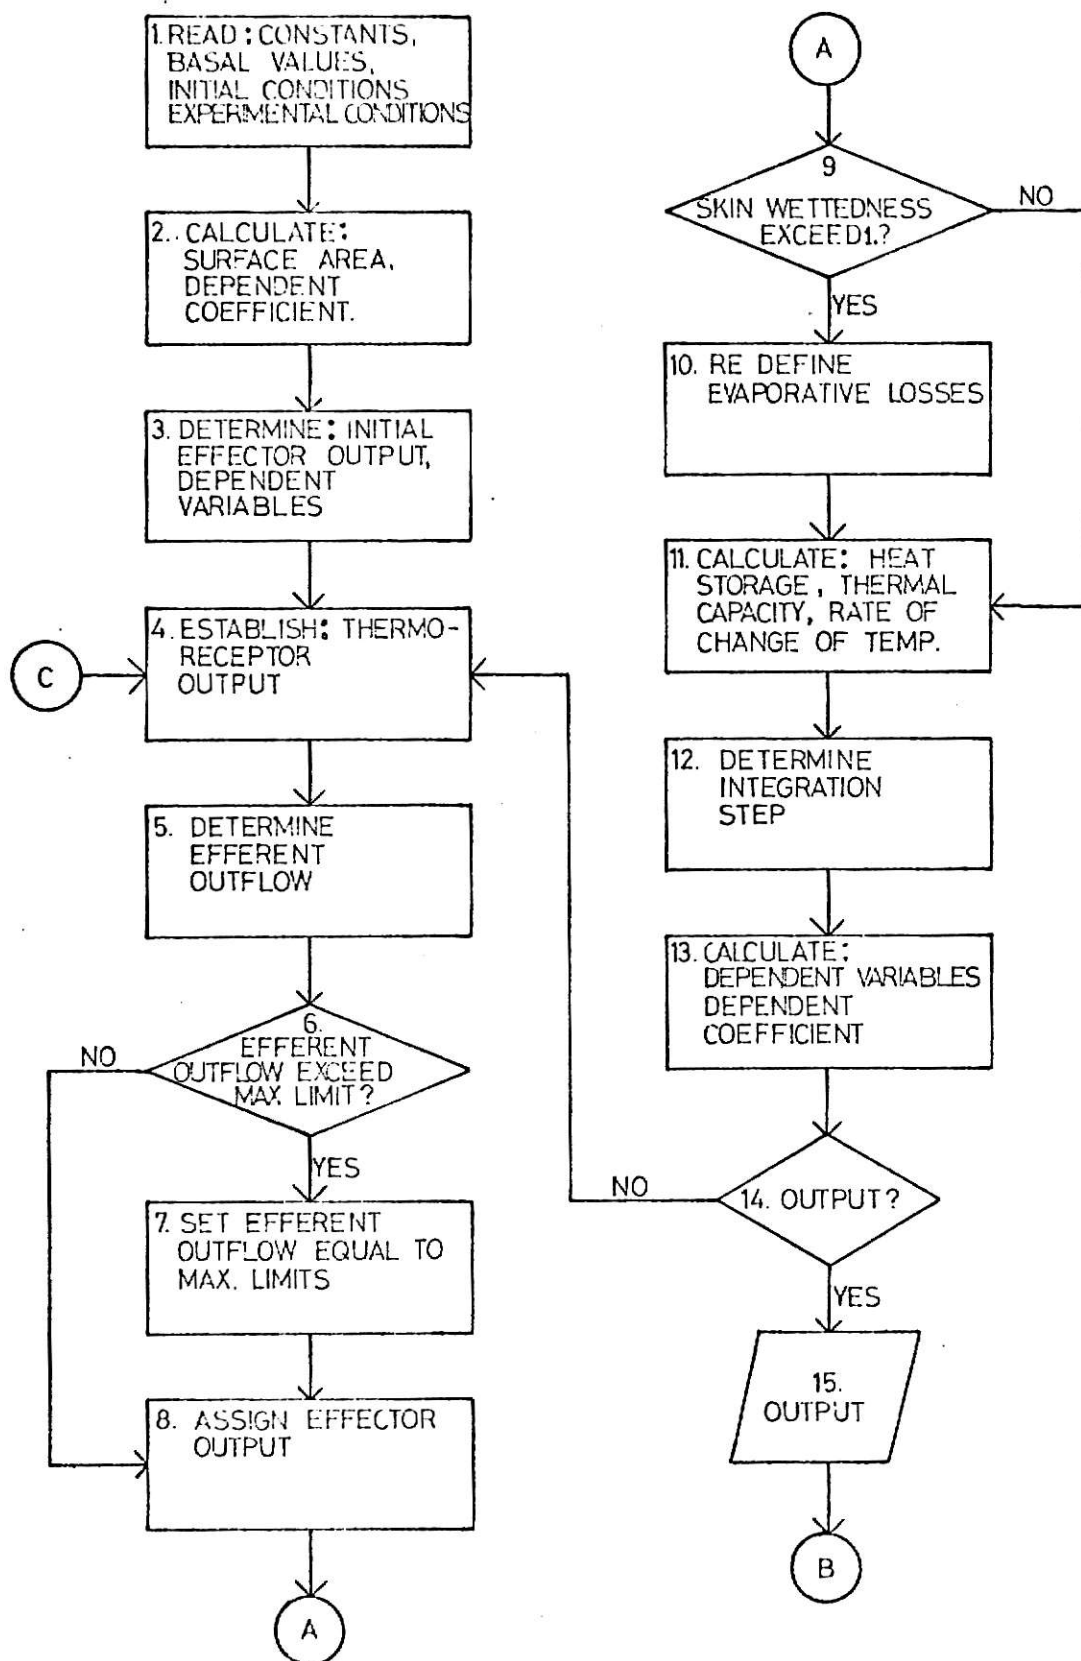 1. READ: CONSTANTS,
BASAL VALUES,
INITIAL CONDITIONS
EXPERIMENTAL CONDITIONS
2. CALCULATE:
SURFACE AREA,
DEPENDENT
COEFFICIENT.
3. DETERMINE: INITIAL
EFFECTOR OUTPUT,
DEPENDENT
VARIABLES
4. ESTABLISH: THERMO-
RECEPTOR
OUTPUT
C
5. DETERMINE
EFFERENT
OUTFLOW
6.
EFFERENT
OUTFLOW EXCEED
MAX LIMIT?
NO
YES
7. SET EFFERENT
OUTFLOW EQUAL TO
MAX. LIMITS
8. ASSIGN EFFECTOR
OUTPUT
A
A
9
SKIN WETTEDNESS
EXCEED1.?
NO
YES
10. RE DEFINE
EVAPORATIVE LOSSES
11. CALCULATE: HEAT
STORAGE, THERMAL
CAPACITY, RATE OF
CHANGE OF TEMP.
12. DETERMINE
INTEGRATION
STEP
13. CALCULATE:
DEPENDENT VARIABLES
DEPENDENT
COEFFICIENT
14. OUTPUT?
NO
YES
15.
OUTPUT
B